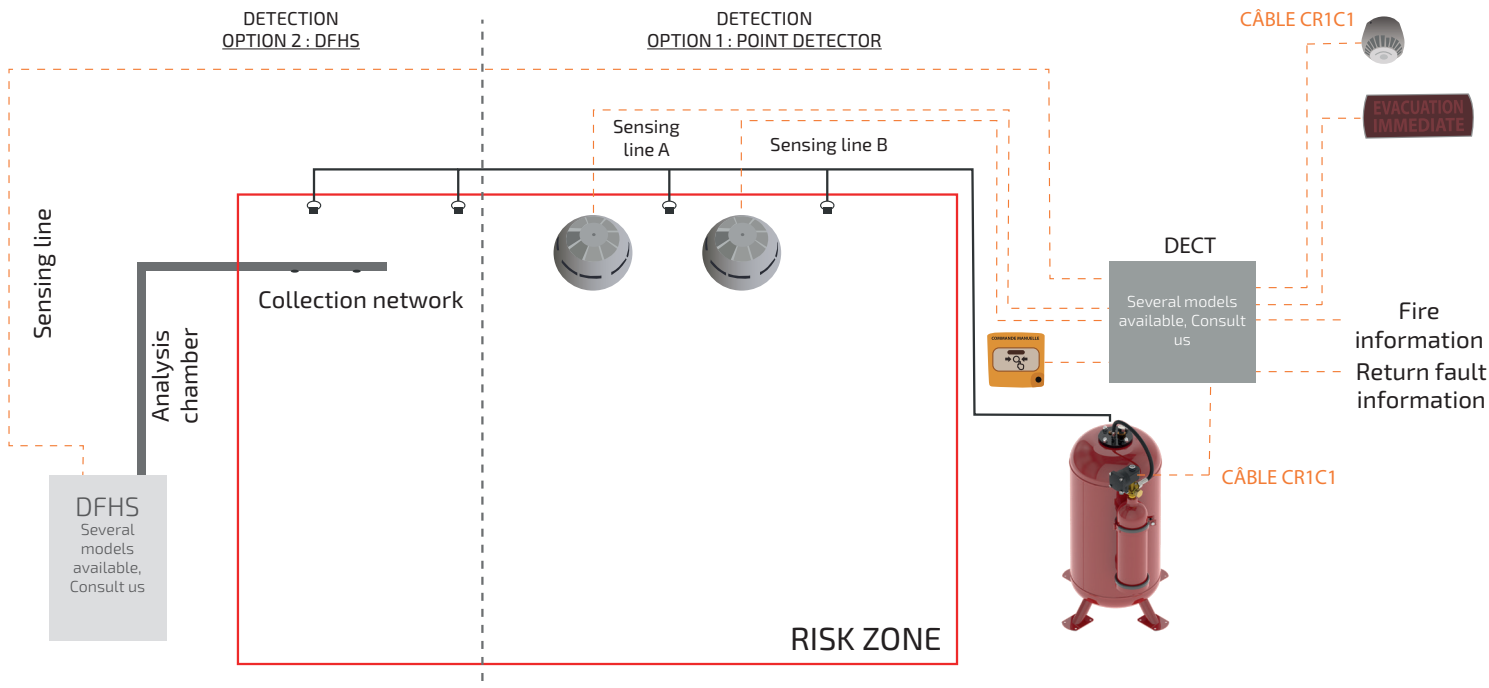 DETECTION
OPTION 2 : DFHS
DETECTION
OPTION 1 : POINT DETECTOR
CÂBLE CR1C1
EVACUATION
IMMEDIATE
Sensing
line A
Sensing line B
Sensing line
DECT
Several models
available, Consult
us
Collection network
Analysis
chamber
COMMANDE MANUELLE
Fire
information
Return fault
information
CÂBLE CR1C1
DFHS
Several
models
available,
Consult us
RISK ZONE